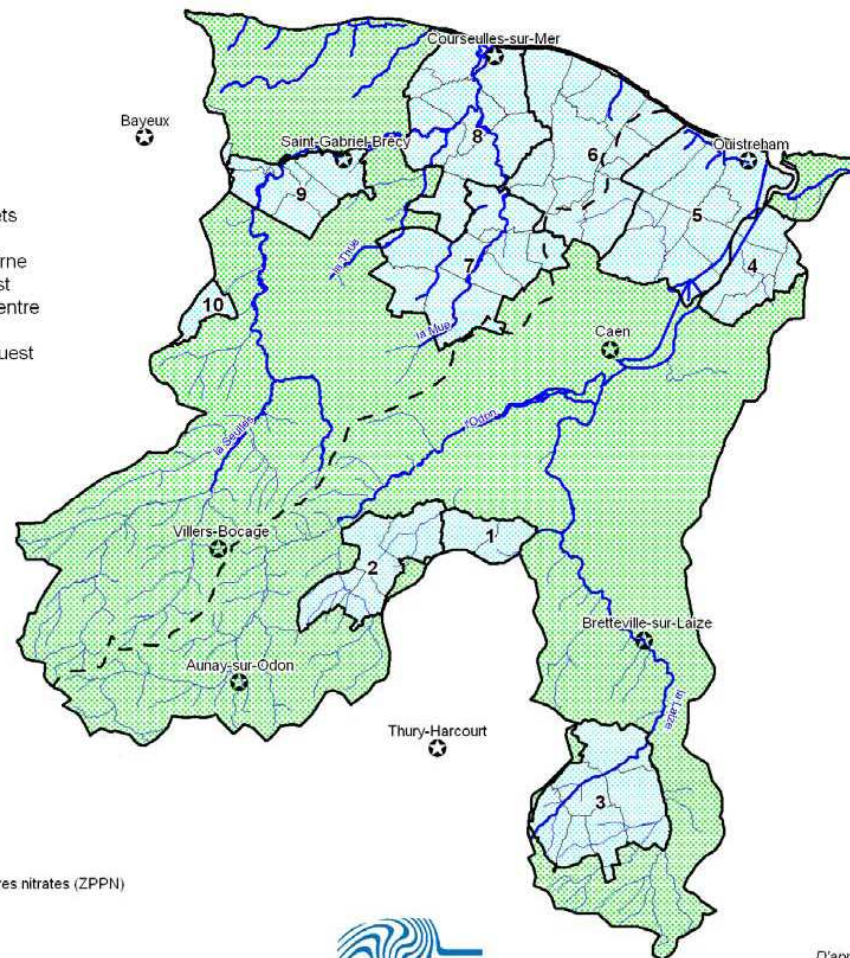 Courseulles-sur-Mer
Bayeux
Saint-Gabriel-Brécy
8
Ouistreham
6
9
5
ets
la Thue
7
4
rne
st
10
entre
la Mue
Caen
uest
l'Odon
la Seulles
Villers-Bocage
1
2
Bretteville-sur-Laize
Aunay-sur-Odon
la Laize
Thury-Harcourt
3
res nitrates (ZPPN)
D'apr